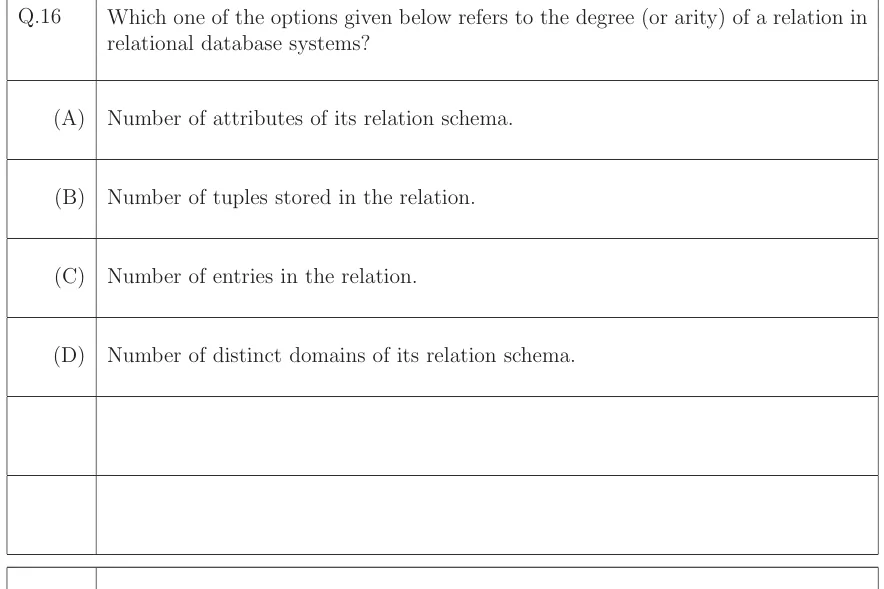 Q.16 Which one of the options given below refers to the degree (or arity) of a relation in
relational database systems?
(A) Number of attributes of its relation schema.
(B) Number of tuples stored in the relation.
(C) Number of entries in the relation.
(D) Number of distinct domains of its relation schema.